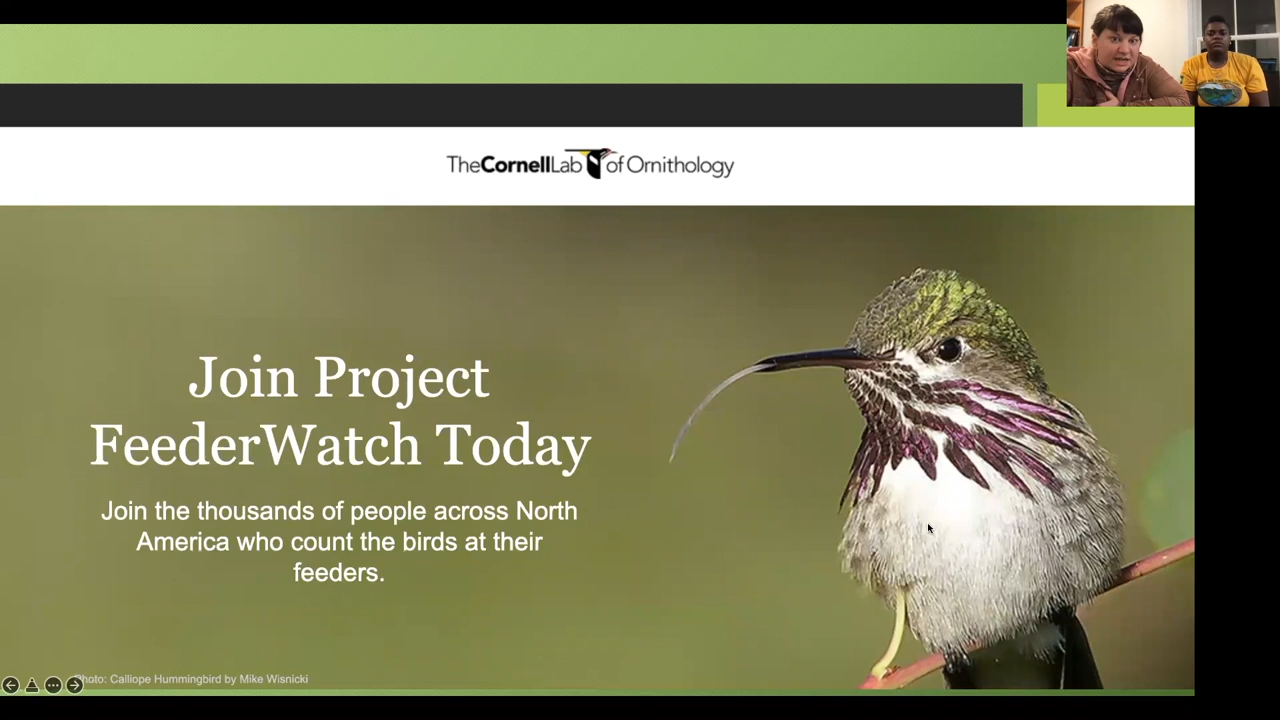 TheCornellLab of Ornithology
Join Project
FeederWatch Today
Join the thousands of people across North
America who count the birds at their
feeders.
Photo: Calliope Hummingbird by Mike Wisnicki